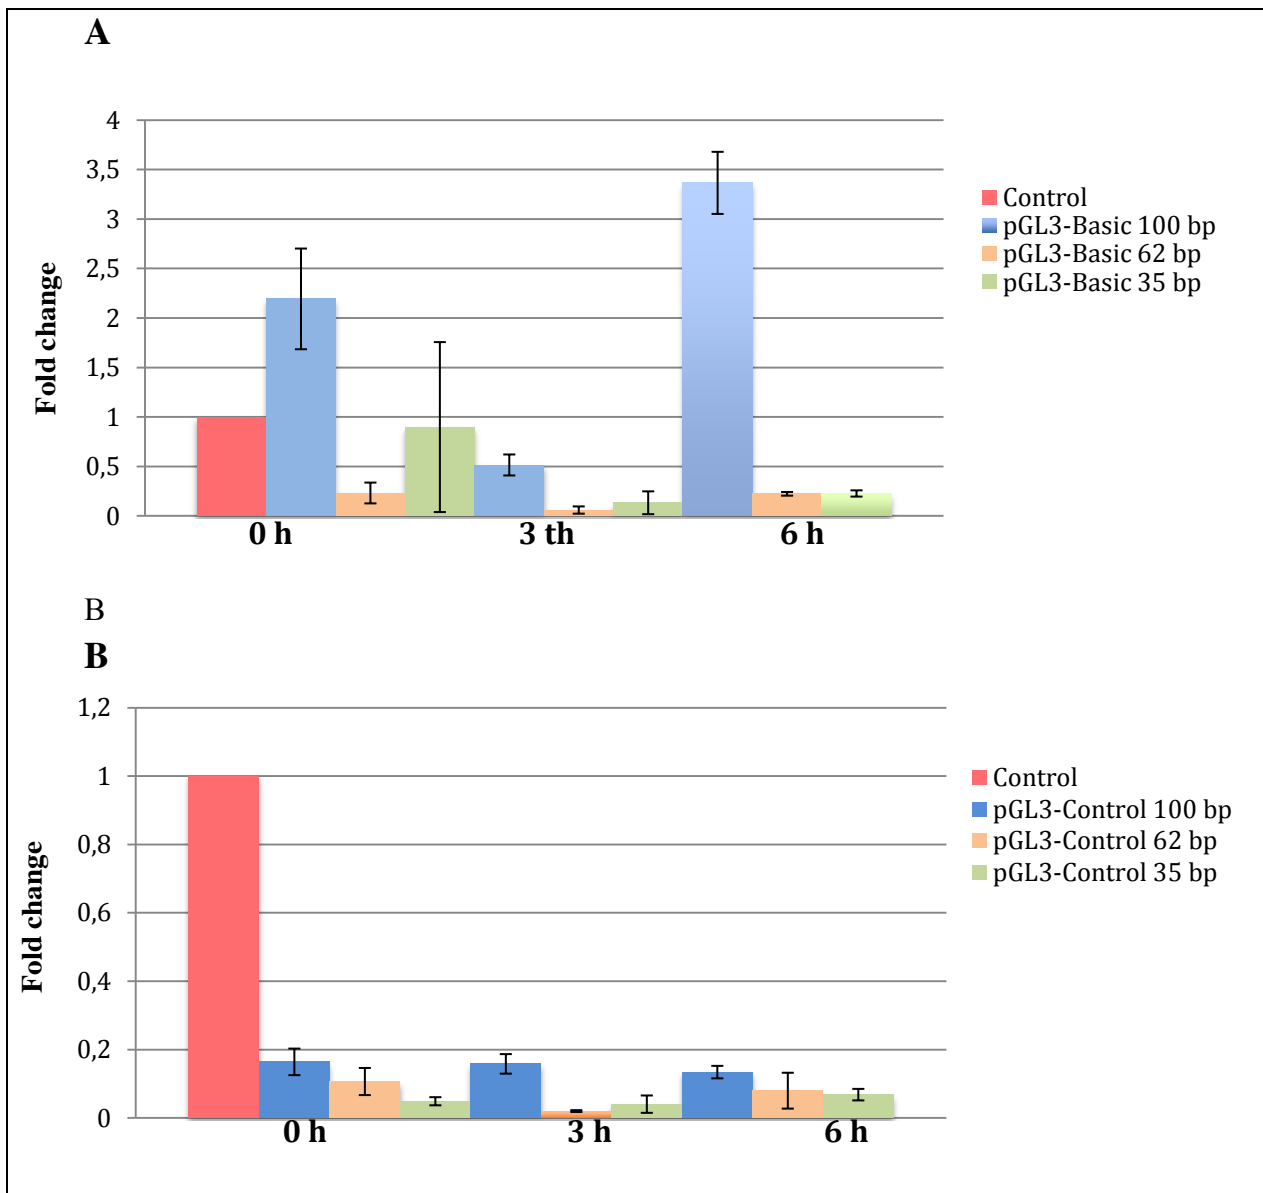 A
4
3,5
3
2,5
2
1,5
1
0,5
0
Fold change
0 h 3 th 6 h
Control
pGL3-Basic 100 bp
pGL3-Basic 62 bp
pGL3-Basic 35 bp
B
B
1,2
1
0,8
0,6
0,4
0,2
0
Fold change
0 h 3 h 6 h
Control
pGL3-Control 100 bp
pGL3-Control 62 bp
pGL3-Control 35 bp